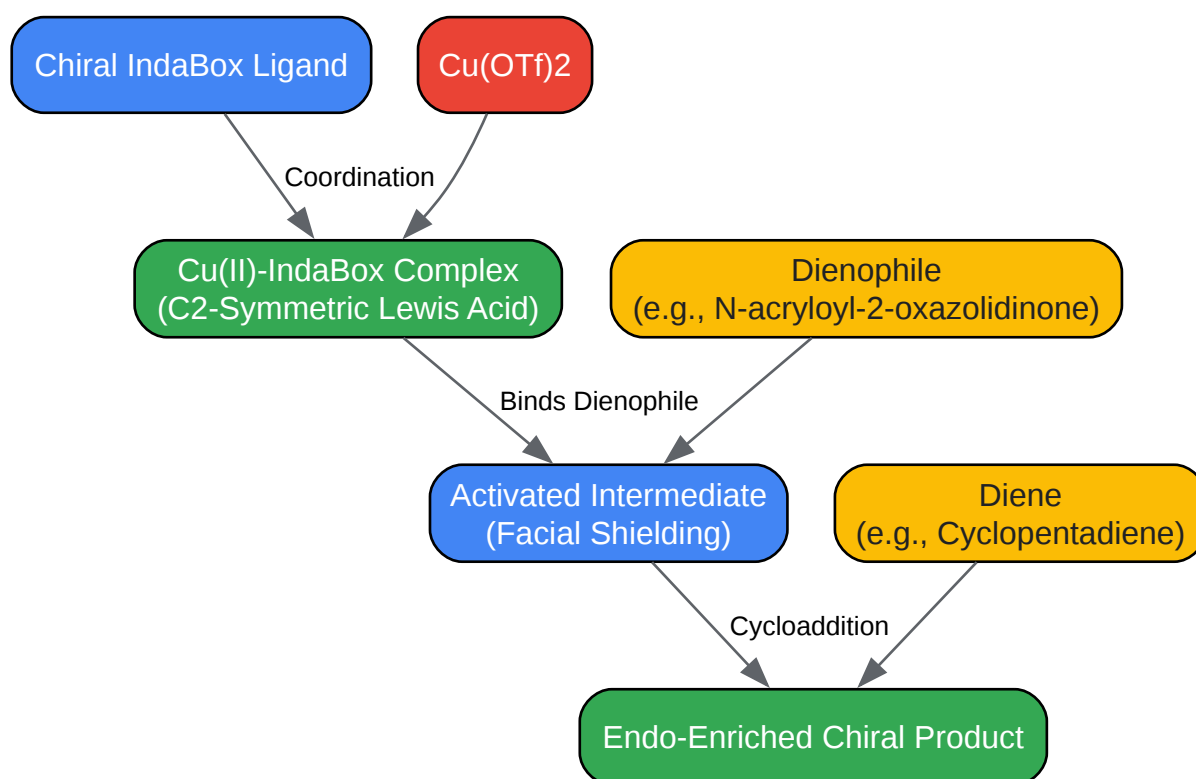 Chiral IndaBox Ligand
Cu(OTf)2
Coordination
Cu(II)-IndaBox Complex
(C2-Symmetric Lewis Acid)
Dienophile
(e.g., N-acryloyl-2-oxazolidinone)
Binds Dienophile
Activated Intermediate
(Facial Shielding)
Diene
(e.g., Cyclopentadiene)
Cycloaddition
Endo-Enriched Chiral Product